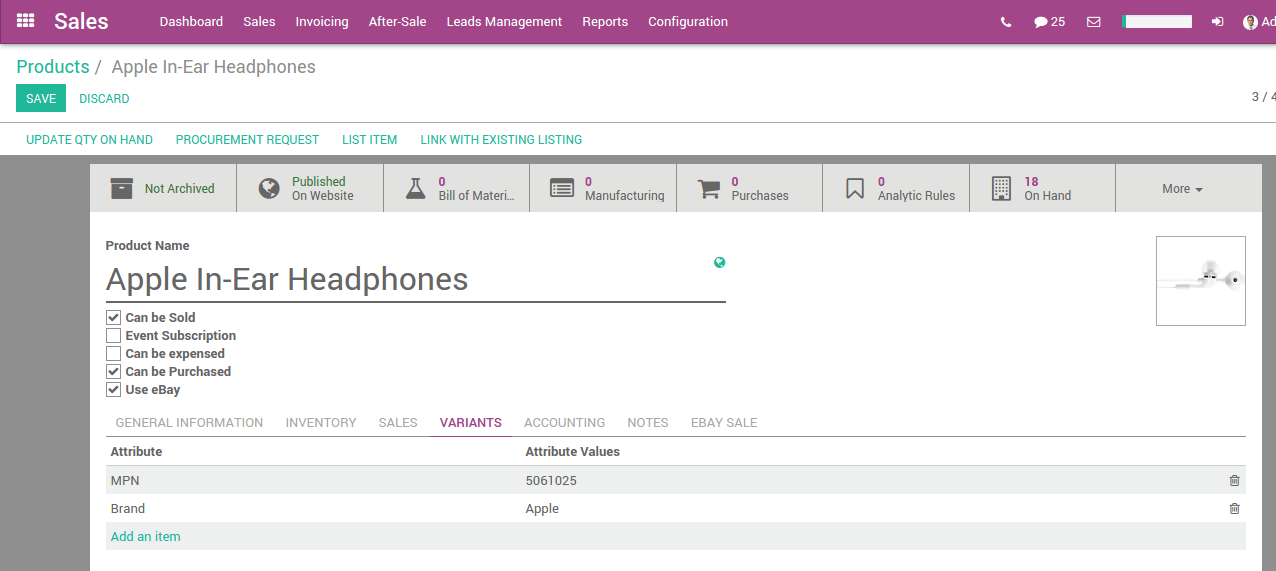 Sales Dashboard Sales Invoicing After-Sale Leads Management Reports Configuration 25 Ad
Products / Apple In-Ear Headphones
SAVE DISCARD 3 / 4
UPDATE QTY ON HAND PROCUREMENT REQUEST LIST ITEM LINK WITH EXISTING LISTING
Not Archived
Published
On Website
0
Bill of Materi...
0
Manufacturing
0
Purchases
0
Analytic Rules
18
On Hand
More
Product Name
Apple In-Ear Headphones
Can be Sold
Event Subscription
Can be expensed
Can be Purchased
Use eBay
GENERAL INFORMATION INVENTORY SALES VARIANTS ACCOUNTING NOTES EBAY SALE
Attribute Attribute Values
MPN 5061025
Brand Apple
Add an item